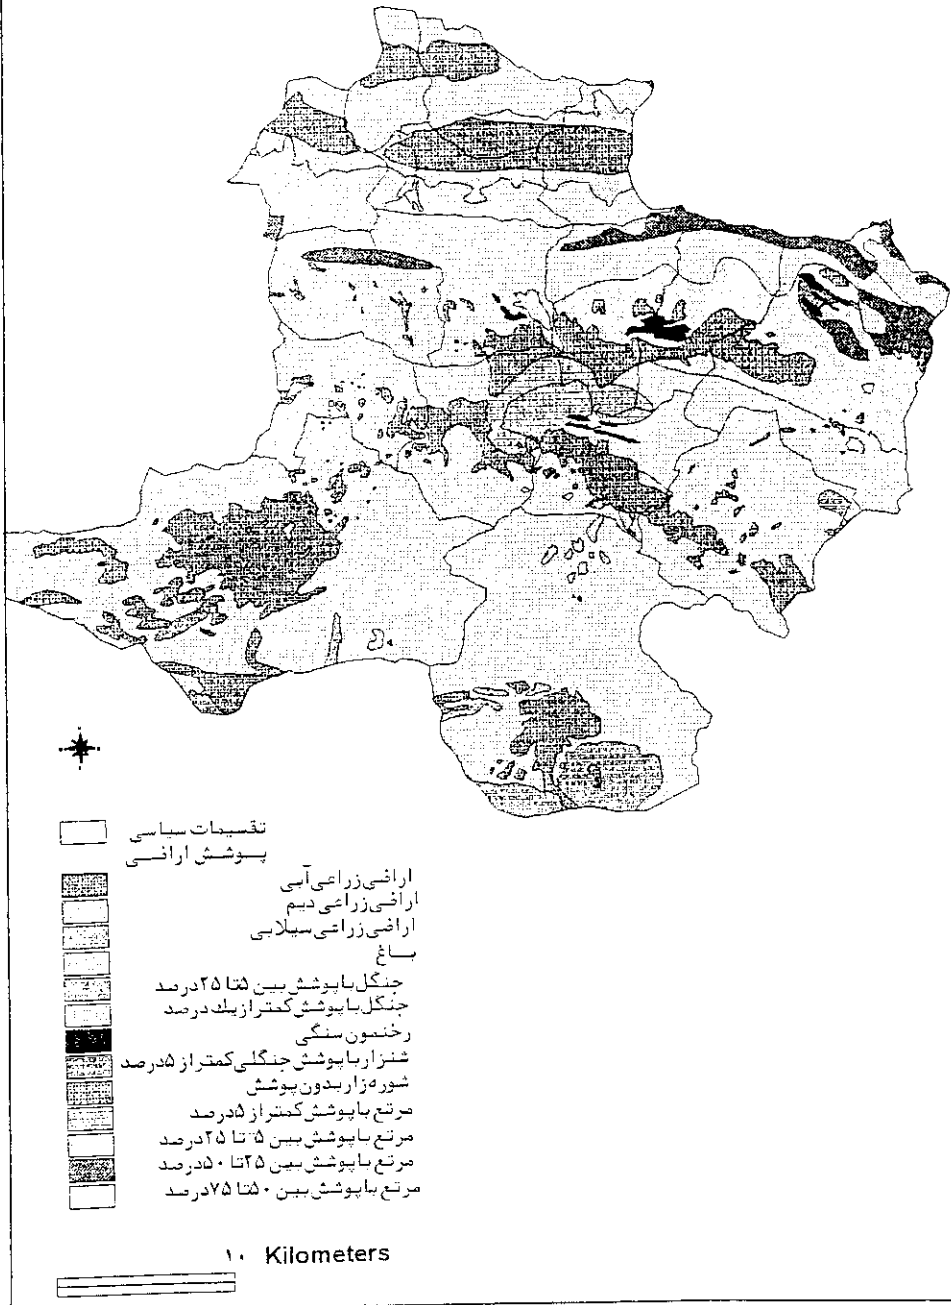 تقسیمات سیاسی
پوشش اراضی
اراضی زراعی آبی
اراضی زراعی دیم
اراضی زراعی سیلابی
باغ
جنگل با پوشش بین ۵ تا ۲۵ درصد
جنگل با پوشش کمتر از یك درصد
رخنمون سنگی
شنزار با پوشش جنگلی کمتر از ۵ درصد
شوره زار بدون پوشش
مرتع با پوشش کمتر از ۵ درصد
مرتع با پوشش بین ۵ تا ۲۵ درصد
مرتع با پوشش بین ۲۵ تا ۵۰ درصد
مرتع با پوشش بین ۵۰ تا ۷۵ درصد
۱۰ Kilometers